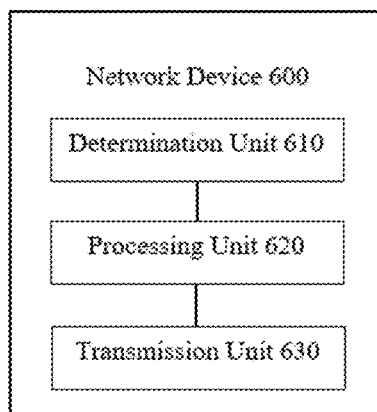 Network Device 600
Determination Unit 610
Processing Unit 620
Transmission Unit 630